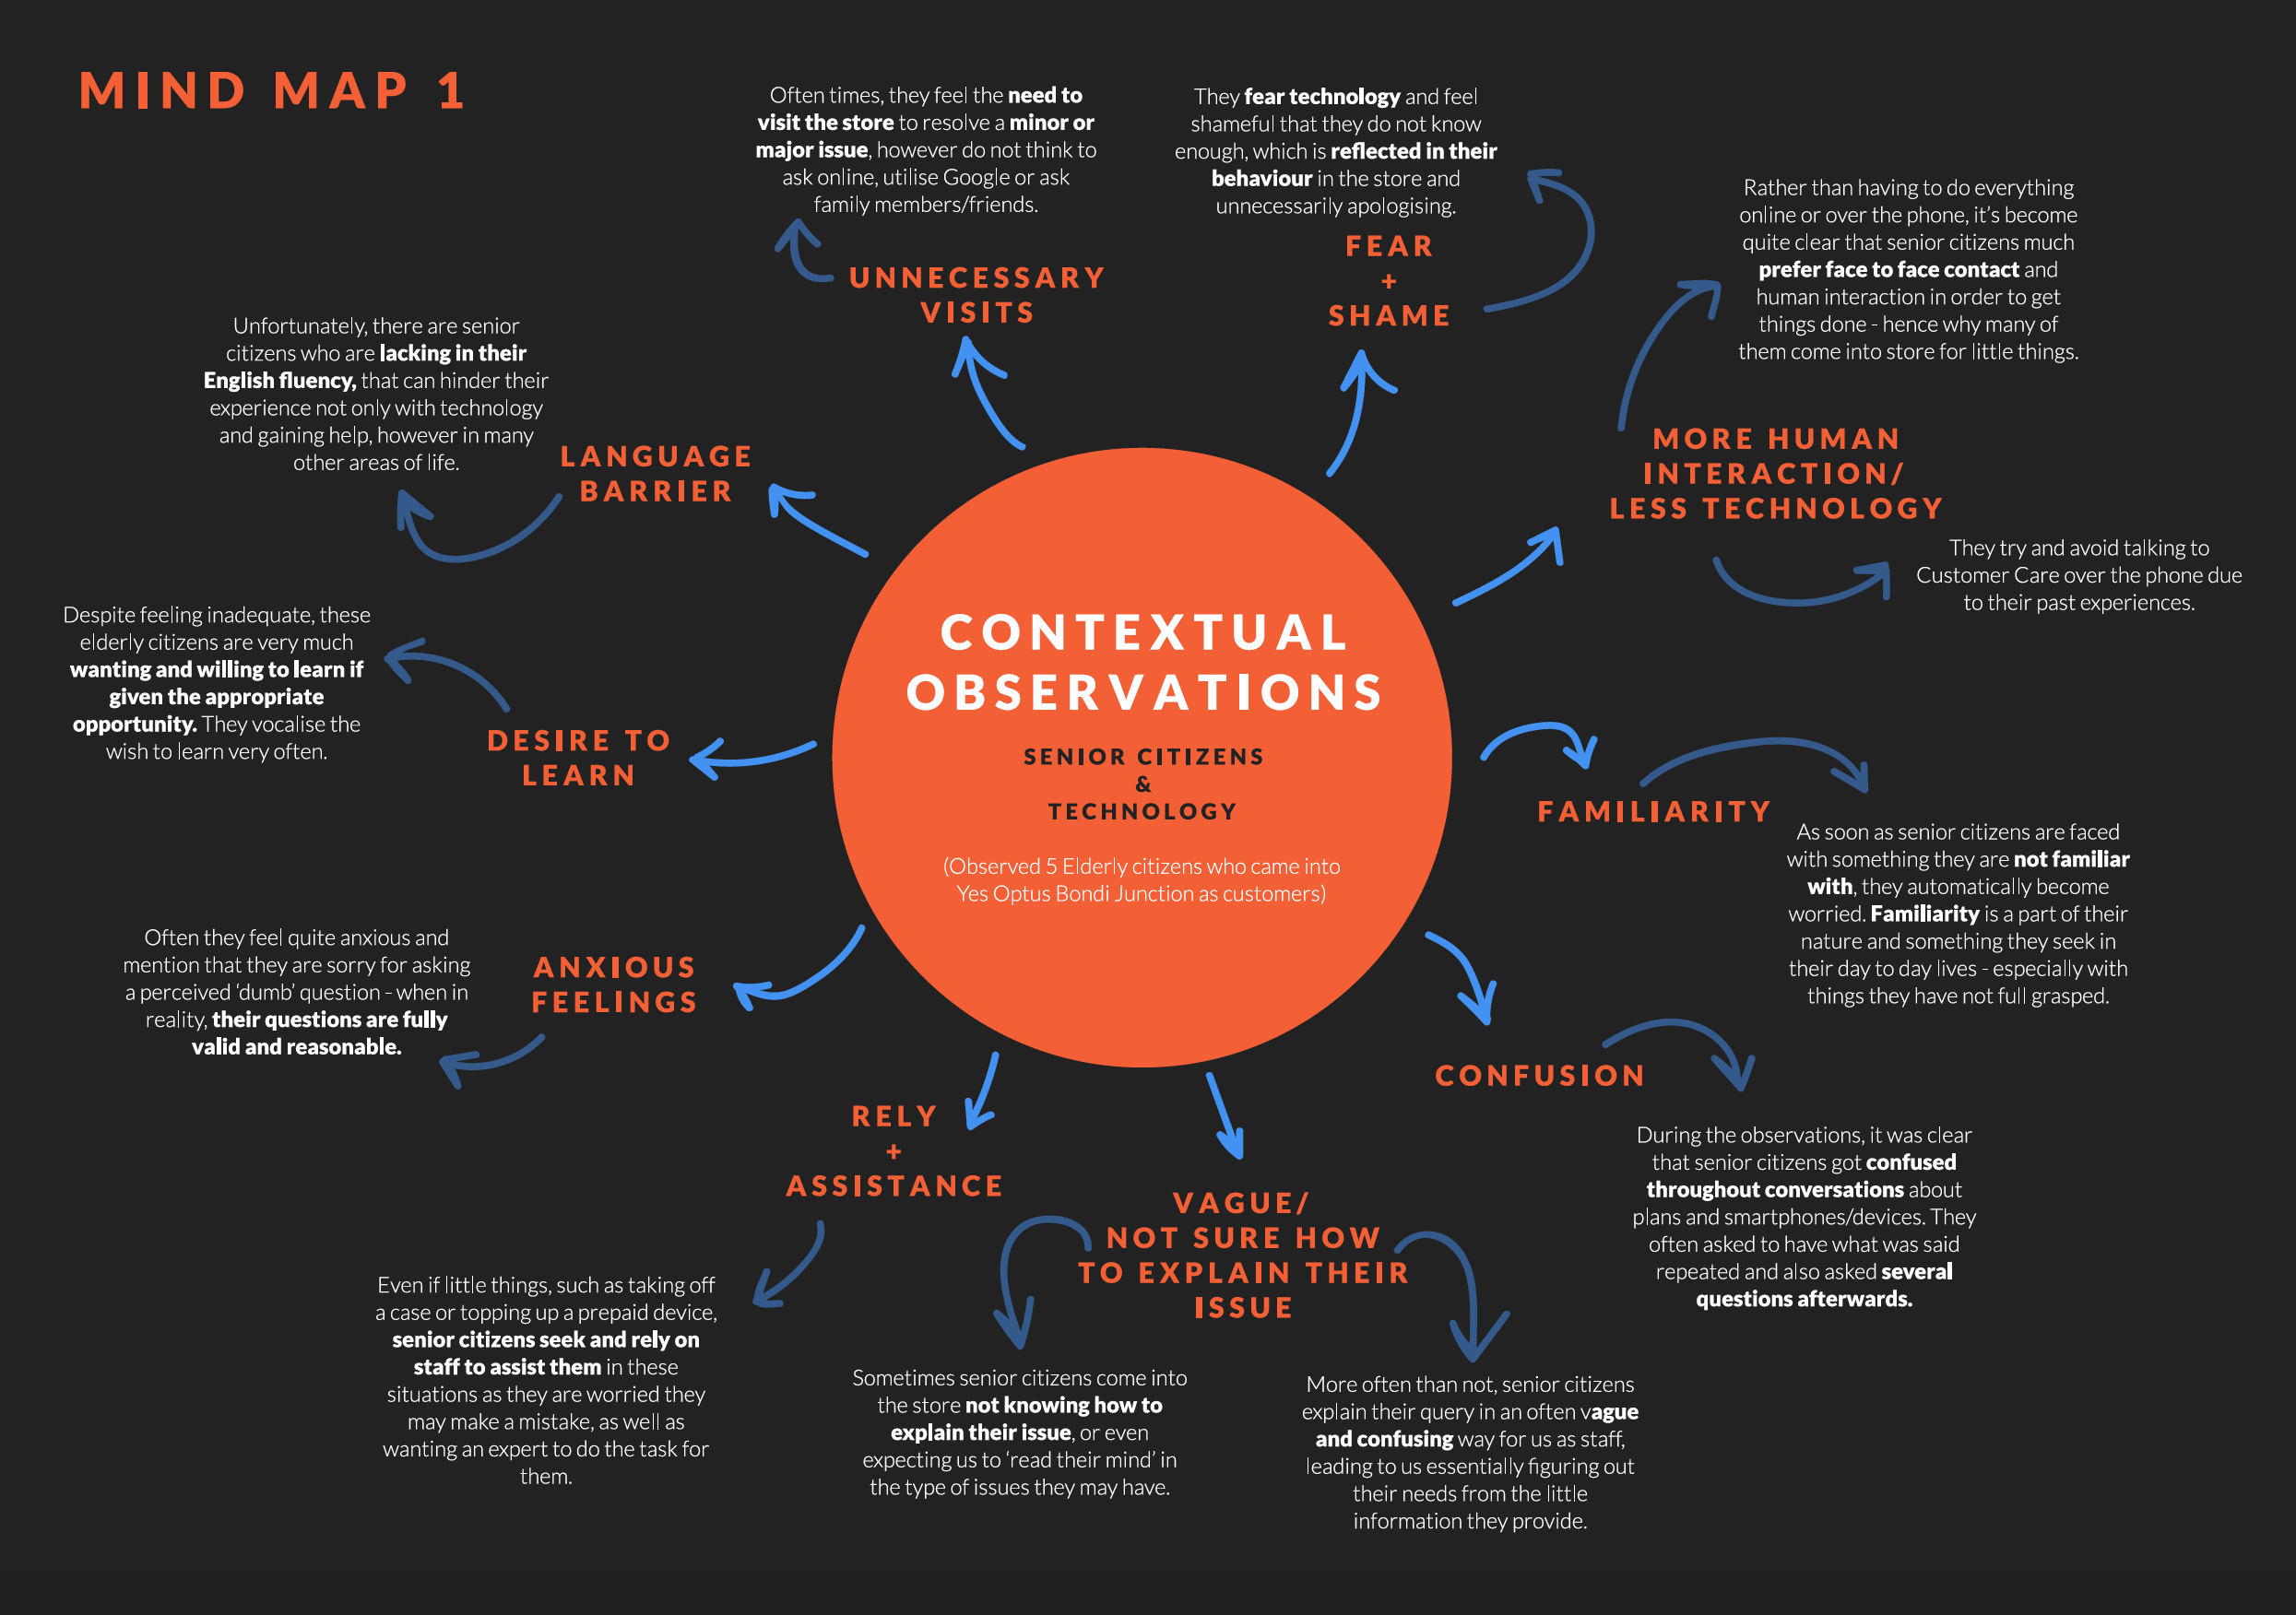 MIND MAP 1
Often times, they feel the need to
visit the store to resolve a minor or
major issue, however do not think to
ask online, utilise Google or ask
family members/friends.
UNNECESSARY
VISITS
They fear technology and feel
shameful that they do not know
enough, which is reflected in their
behaviour in the store and
unnecessarily apologising.
FEAR
+
SHAME
Rather than having to do everything
online or over the phone, it's become
quite clear that senior citizens much
prefer face to face contact and
human interaction in order to get
things done - hence why many of
them come into store for little things.
MORE HUMAN
INTERACTION/
LESS TECHNOLOGY
They try and avoid talking to
Customer Care over the phone due
to their past experiences.
Unfortunately, there are senior
citizens who are lacking in their
English fluency, that can hinder their
experience not only with technology
and gaining help, however in many
other areas of life.
LANGUAGE
BARRIER
Despite feeling inadequate, these
elderly citizens are very much
wanting and willing to learn if
given the appropriate
opportunity. They vocalise the
wish to learn very often.
DESIRE TO
LEARN
CONTEXTUAL
OBSERVATIONS
SENIOR CITIZENS
&
TECHNOLOGY
(Observed 5 Elderly citizens who came into
Yes Optus Bondi Junction as customers)
FAMILIARITY
As soon as senior citizens are faced
with something they are not familiar
with, they automatically become
worried. Familiarity is a part of their
nature and something they seek in
their day to day lives - especially with
things they have not full grasped.
Often they feel quite anxious and
mention that they are sorry for asking
a perceived 'dumb' question - when in
reality, their questions are fully
valid and reasonable.
ANXIOUS
FEELINGS
CONFUSION
During the observations, it was clear
that senior citizens got confused
throughout conversations about
plans and smartphones/devices. They
often asked to have what was said
repeated and also asked several
questions afterwards.
RELY
+
ASSISTANCE
Even if little things, such as taking off
a case or topping up a prepaid device,
senior citizens seek and rely on
staff to assist them in these
situations as they are worried they
may make a mistake, as well as
wanting an expert to do the task for
them.
VAGUE/
NOT SURE HOW
TO EXPLAIN THEIR
ISSUE
Sometimes senior citizens come into
the store not knowing how to
explain their issue, or even
expecting us to 'read their mind' in
the type of issues they may have.
More often than not, senior citizens
explain their query in an often vague
and confusing way for us as staff,
leading to us essentially figuring out
their needs from the little
information they provide.